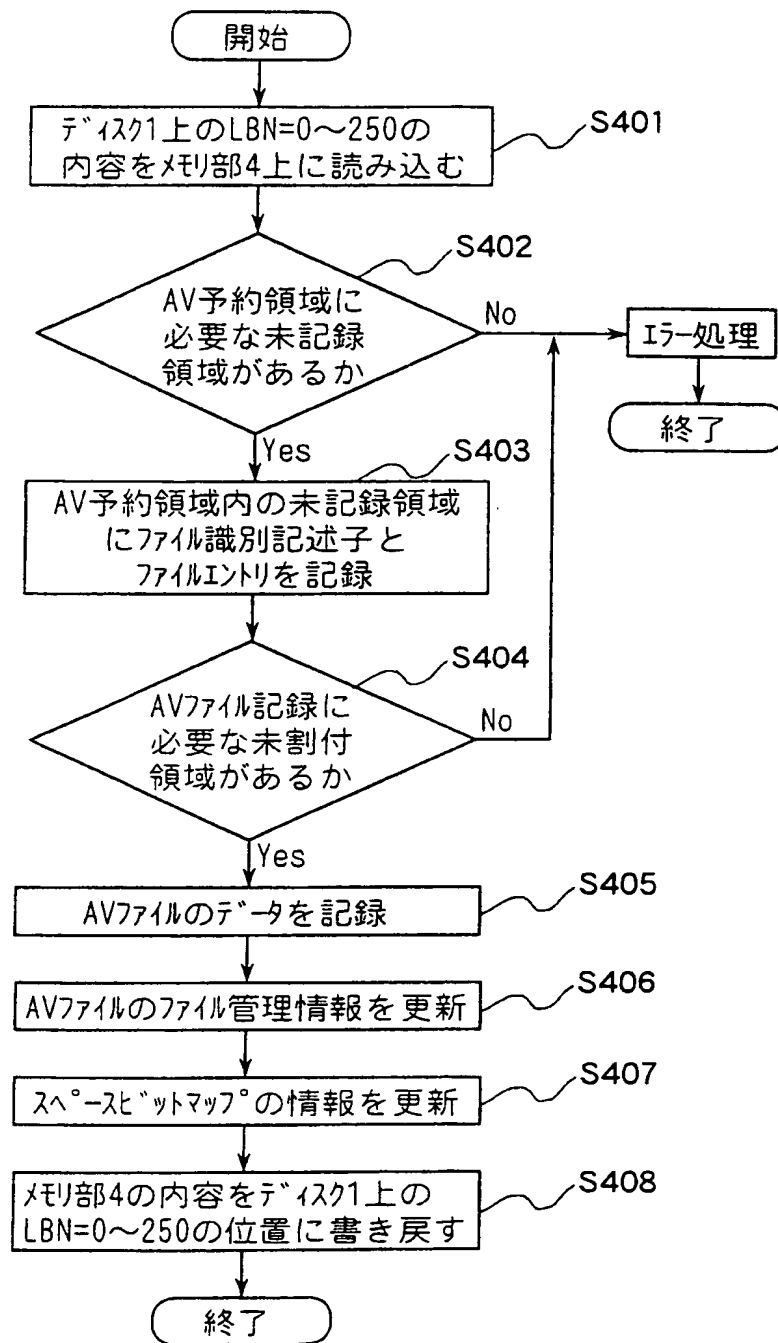 開始
ディスク1上のLBN=0〜250の
内容をメモリ部4上に読み込む
S401
S402
AV予約領域に
必要な未記録
領域があるか
No
エラー処理
終了
Yes
S403
AV予約領域内の未記録領域
にファイル識別記述子と
ファイルエントリを記録
S404
AVファイル記録に
必要な未割付
領域があるか
No
Yes
S405
AVファイルのデータを記録
S406
AVファイルのファイル管理情報を更新
S407
スペースビットマップの情報を更新
S408
メモリ部4の内容をディスク1上の
LBN=0〜250の位置に書き戻す
終了